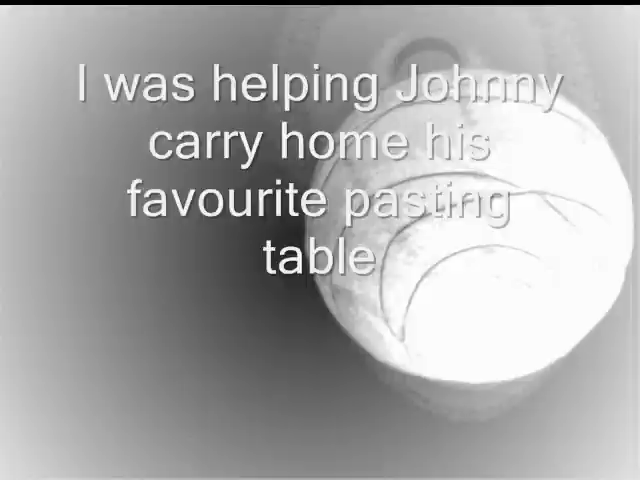 I was helping Johnny
carry home his
favourite pasting
table